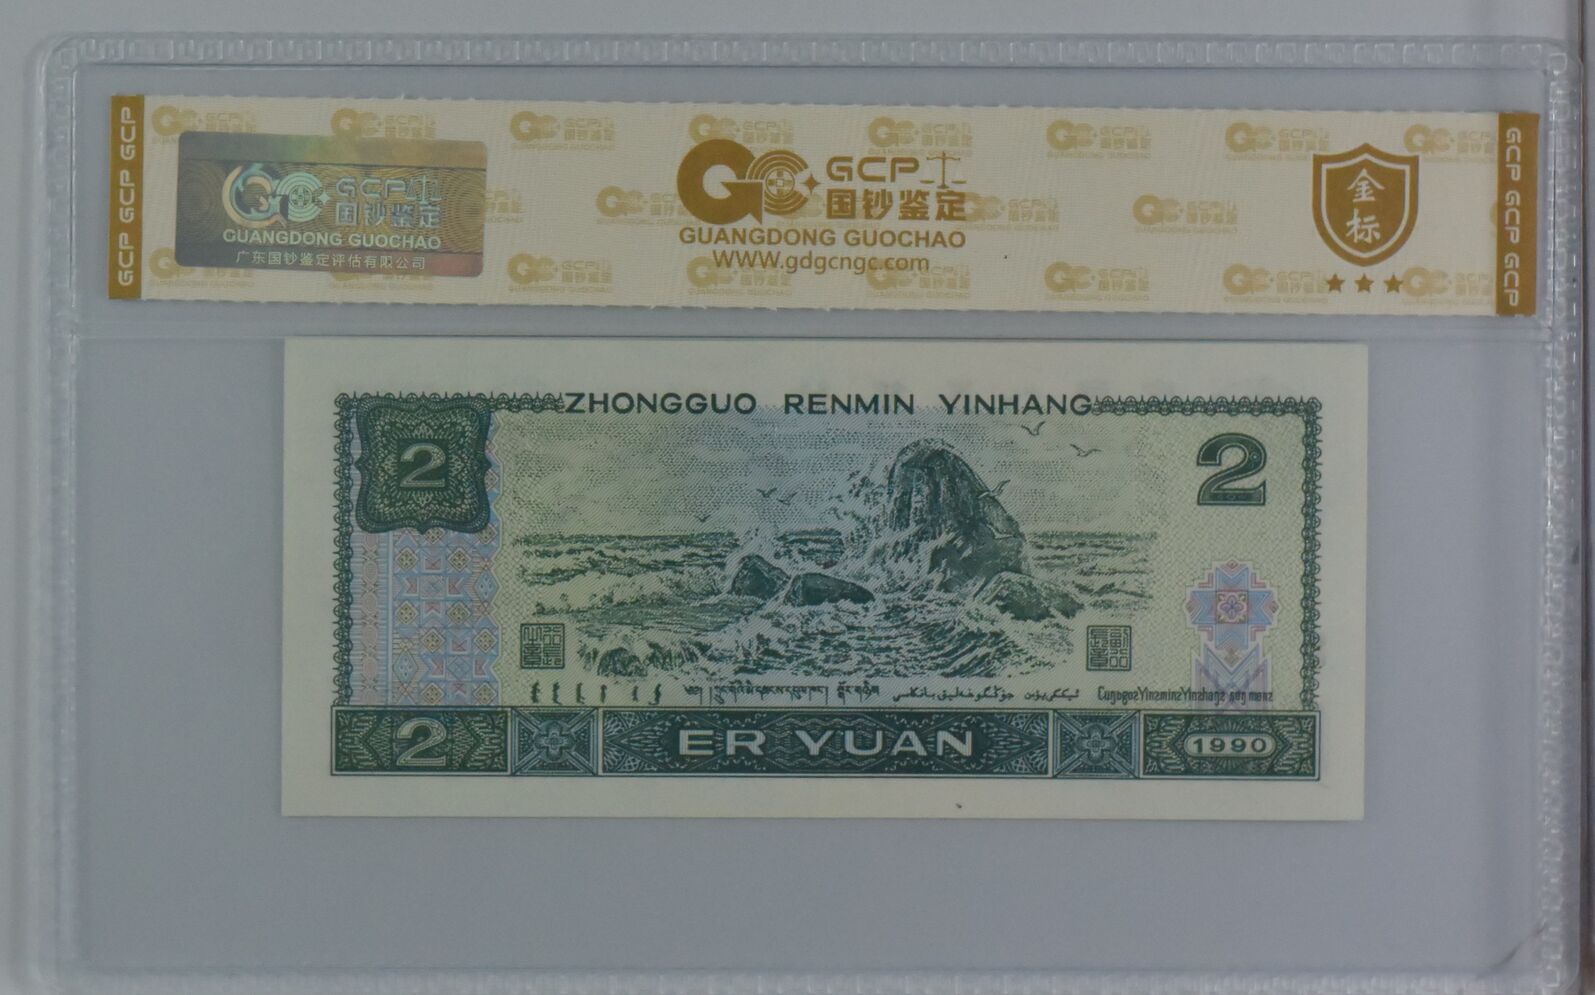 GCP GCP GCP
GCP
国钞鉴定
GUANGDONG GUOCHAO
广东国钞鉴定评估有限公司
GCP
国钞鉴定
GUANGDONG GUOCHAO
WWW.gdgcngc.com
金标
GCP GCP GCP
ZHONGGUO RENMIN YINHANG
2
2
2
ER YUAN
1990